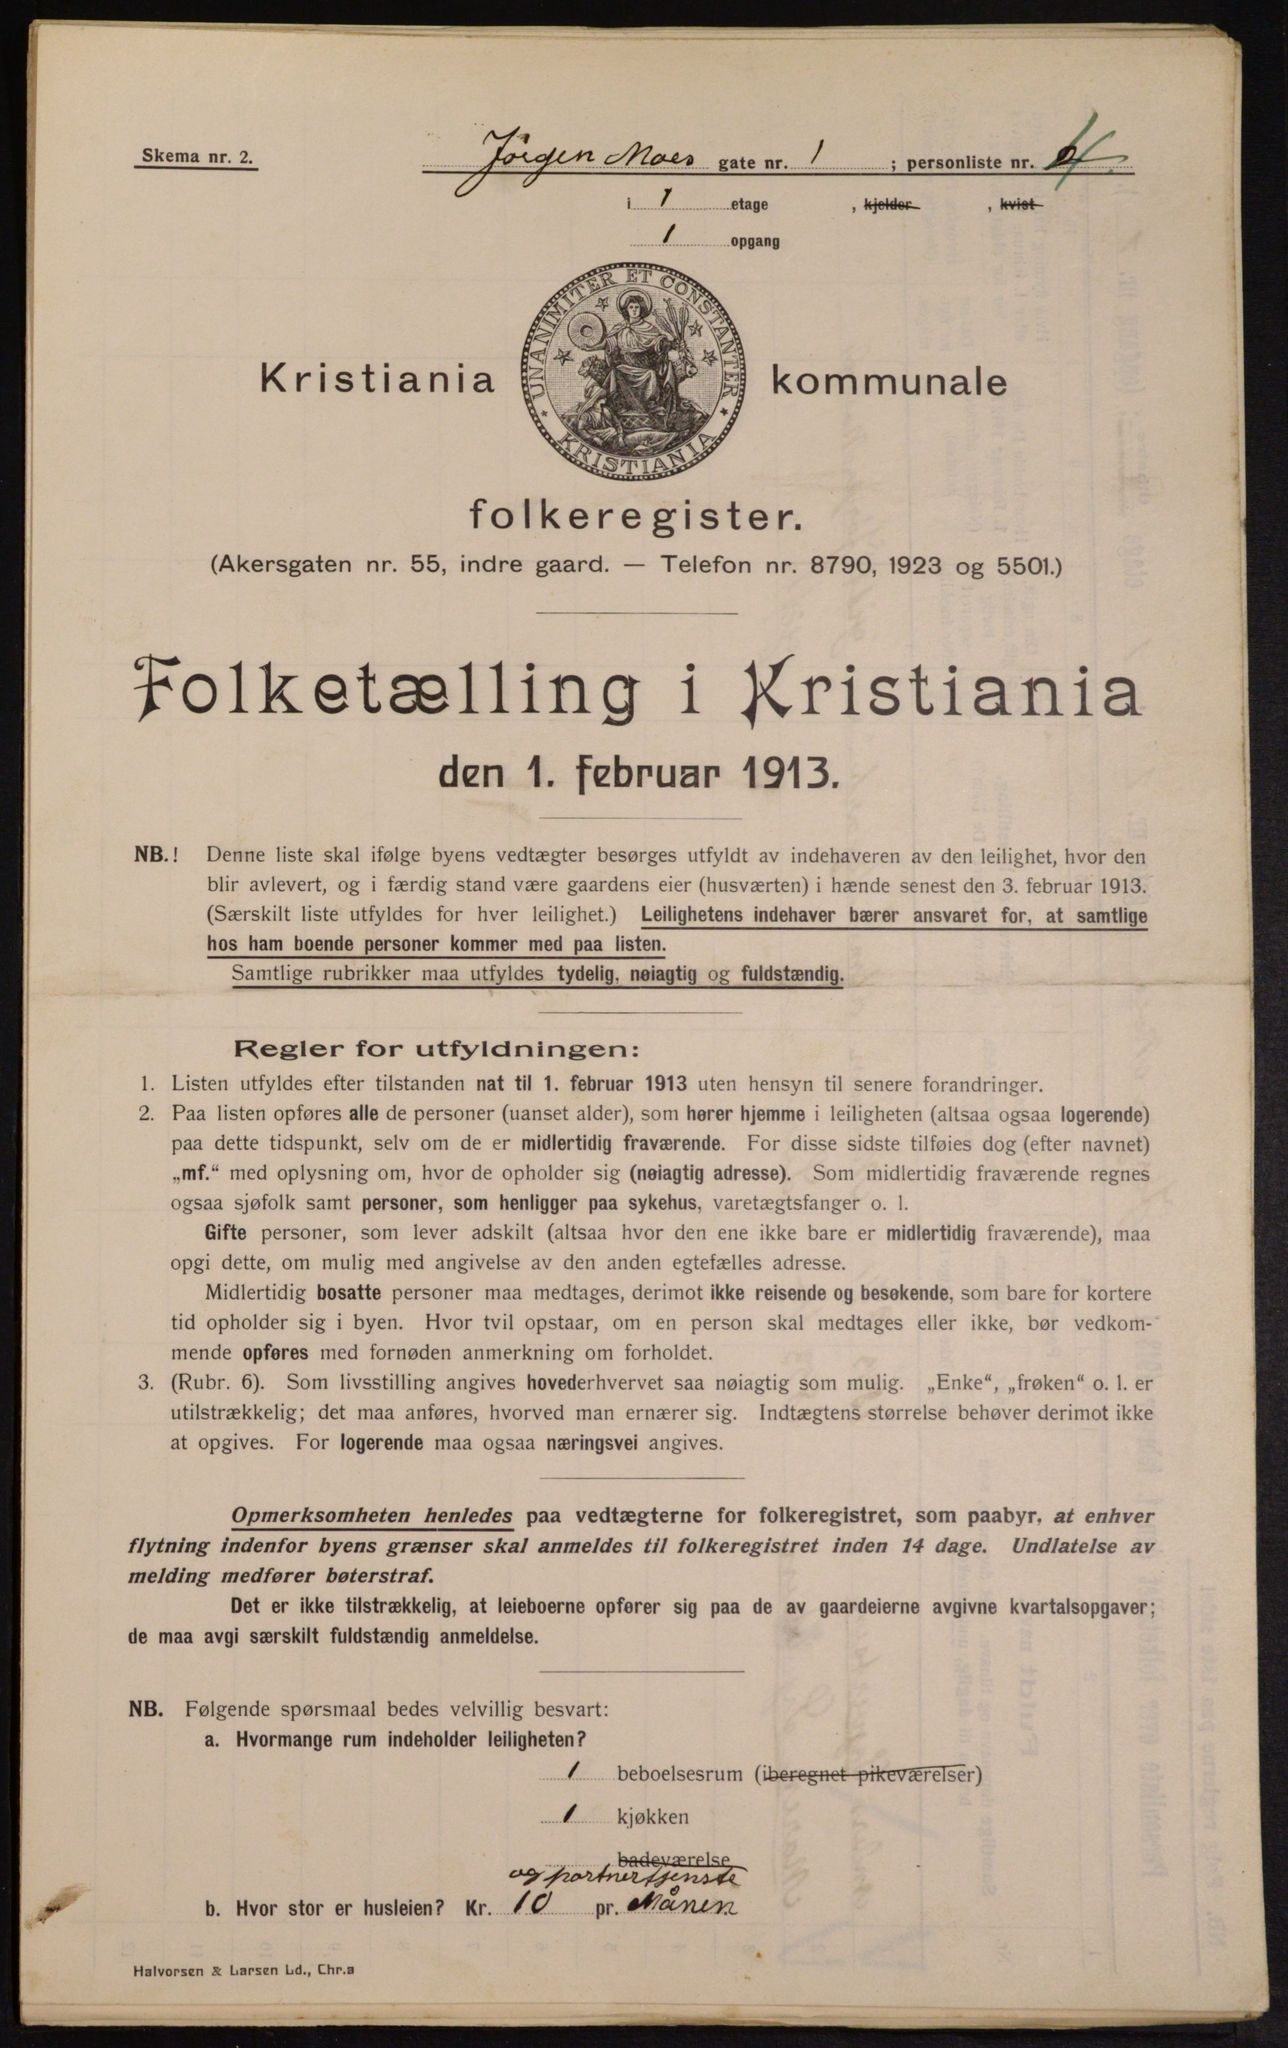 Skema nr. 2.
Jörgen Moes gate nr. 1 ; personliste nr. 4.
i 1 etage , kjelder , kvist
1 opgang
UNANIMITER ET CONSTANTER
KRISTIANIA
Kristiania kommunale
folkeregister.
(Akersgaten nr. 55, indre gaard. — Telefon nr. 8790, 1923 og 5501.)
Folketælling i Kristiania
den 1. februar 1913.
NB.! Denne liste skal ifølge byens vedtægter besørges utfyldt av indehaveren av den leilighet, hvor den
blir avlevert, og i færdig stand være gaardens eier (husværten) i hænde senest den 3. februar 1913.
(Særskilt liste utfyldes for hver leilighet.) Leilighetens indehaver bærer ansvaret for, at samtlige
hos ham boende personer kommer med paa listen.
Samtlige rubrikker maa utfyldes tydelig, nøiagtig og fuldstændig.
Regler for utfyldningen:
1. Listen utfyldes efter tilstanden nat til 1. februar 1913 uten hensyn til senere forandringer.
2. Paa listen opføres alle de personer (uanset alder), som hører hjemme i leiligheten (altsaa ogsaa logerende)
paa dette tidspunkt, selv om de er midlertidig fraværende. For disse sidste tilføies dog (efter navnet)
„mf.“ med oplysning om, hvor de opholder sig (nøiagtig adresse). Som midlertidig fraværende regnes
ogsaa sjøfolk samt personer, som henligger paa sykehus, varetægtsfanger o. l.
Gifte personer, som lever adskilt (altsaa hvor den ene ikke bare er midlertidig fraværende), maa
opgi dette, om mulig med angivelse av den anden egtefælles adresse.
Midlertidig bosatte personer maa medtages, derimot ikke reisende og besøkende, som bare for kortere
tid opholder sig i byen. Hvor tvil opstaar, om en person skal medtages eller ikke, bør vedkom-
mende opføres med fornøden anmerkning om forholdet.
3. (Rubr. 6). Som livsstilling angives hovederhvervet saa nøiagtig som mulig. „Enke“, „frøken“ o. l. er
utilstrækkelig; det maa anføres, hvorved man ernærer sig. Indtægtens størrelse behøver derimot ikke
at opgives. For logerende maa ogsaa næringsvei angives.
Opmerksomheten henledes paa vedtægterne for folkeregistret, som paabyr, at enhver
flytning indenfor byens grænser skal anmeldes til folkeregistret inden 14 dage. Undlatelse av
melding medfører bøterstraf.
Det er ikke tilstrækkelig, at leieboerne opfører sig paa de av gaardeierne avgivne kvartalsopgaver;
de maa avgi særskilt fuldstændig anmeldelse.
NB. Følgende spørsmaal bedes velvillig besvart:
a. Hvormange rum indeholder leiligheten?
1 beboelsesrum (iberegnet pikeværelser)
1 kjøkken
badeværelse
og portnertjenste
b. Hvor stor er husleien? Kr. 10 pr. Månen.
Halvorsen & Larsen Ld., Chr.a